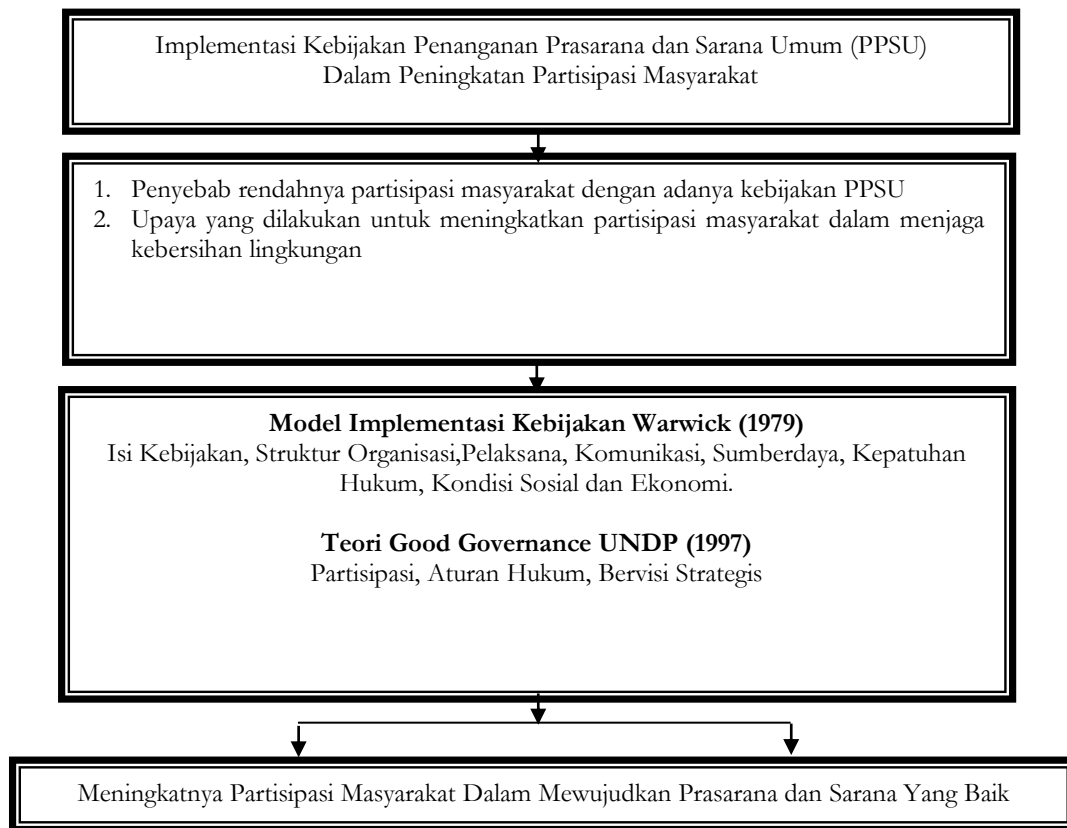 Implementasi Kebijakan Penanganan Prasarana dan Sarana Umum (PPSU)
Dalam Peningkatan Partisipasi Masyarakat
1. Penyebab rendahnya partisipasi masyarakat dengan adanya kebijakan PPSU
2. Upaya yang dilakukan untuk meningkatkan partisipasi masyarakat dalam menjaga
kebersihan lingkungan
Model Implementasi Kebijakan Warwick (1979)
Isi Kebijakan, Struktur Organisasi,Pelaksana, Komunikasi, Sumberdaya, Kepatuhan
Hukum, Kondisi Sosial dan Ekonomi.
Teori Good Governance UNDP (1997)
Partisipasi, Aturan Hukum, Bervisi Strategis
Meningkatnya Partisipasi Masyarakat Dalam Mewujudkan Prasarana dan Sarana Yang Baik